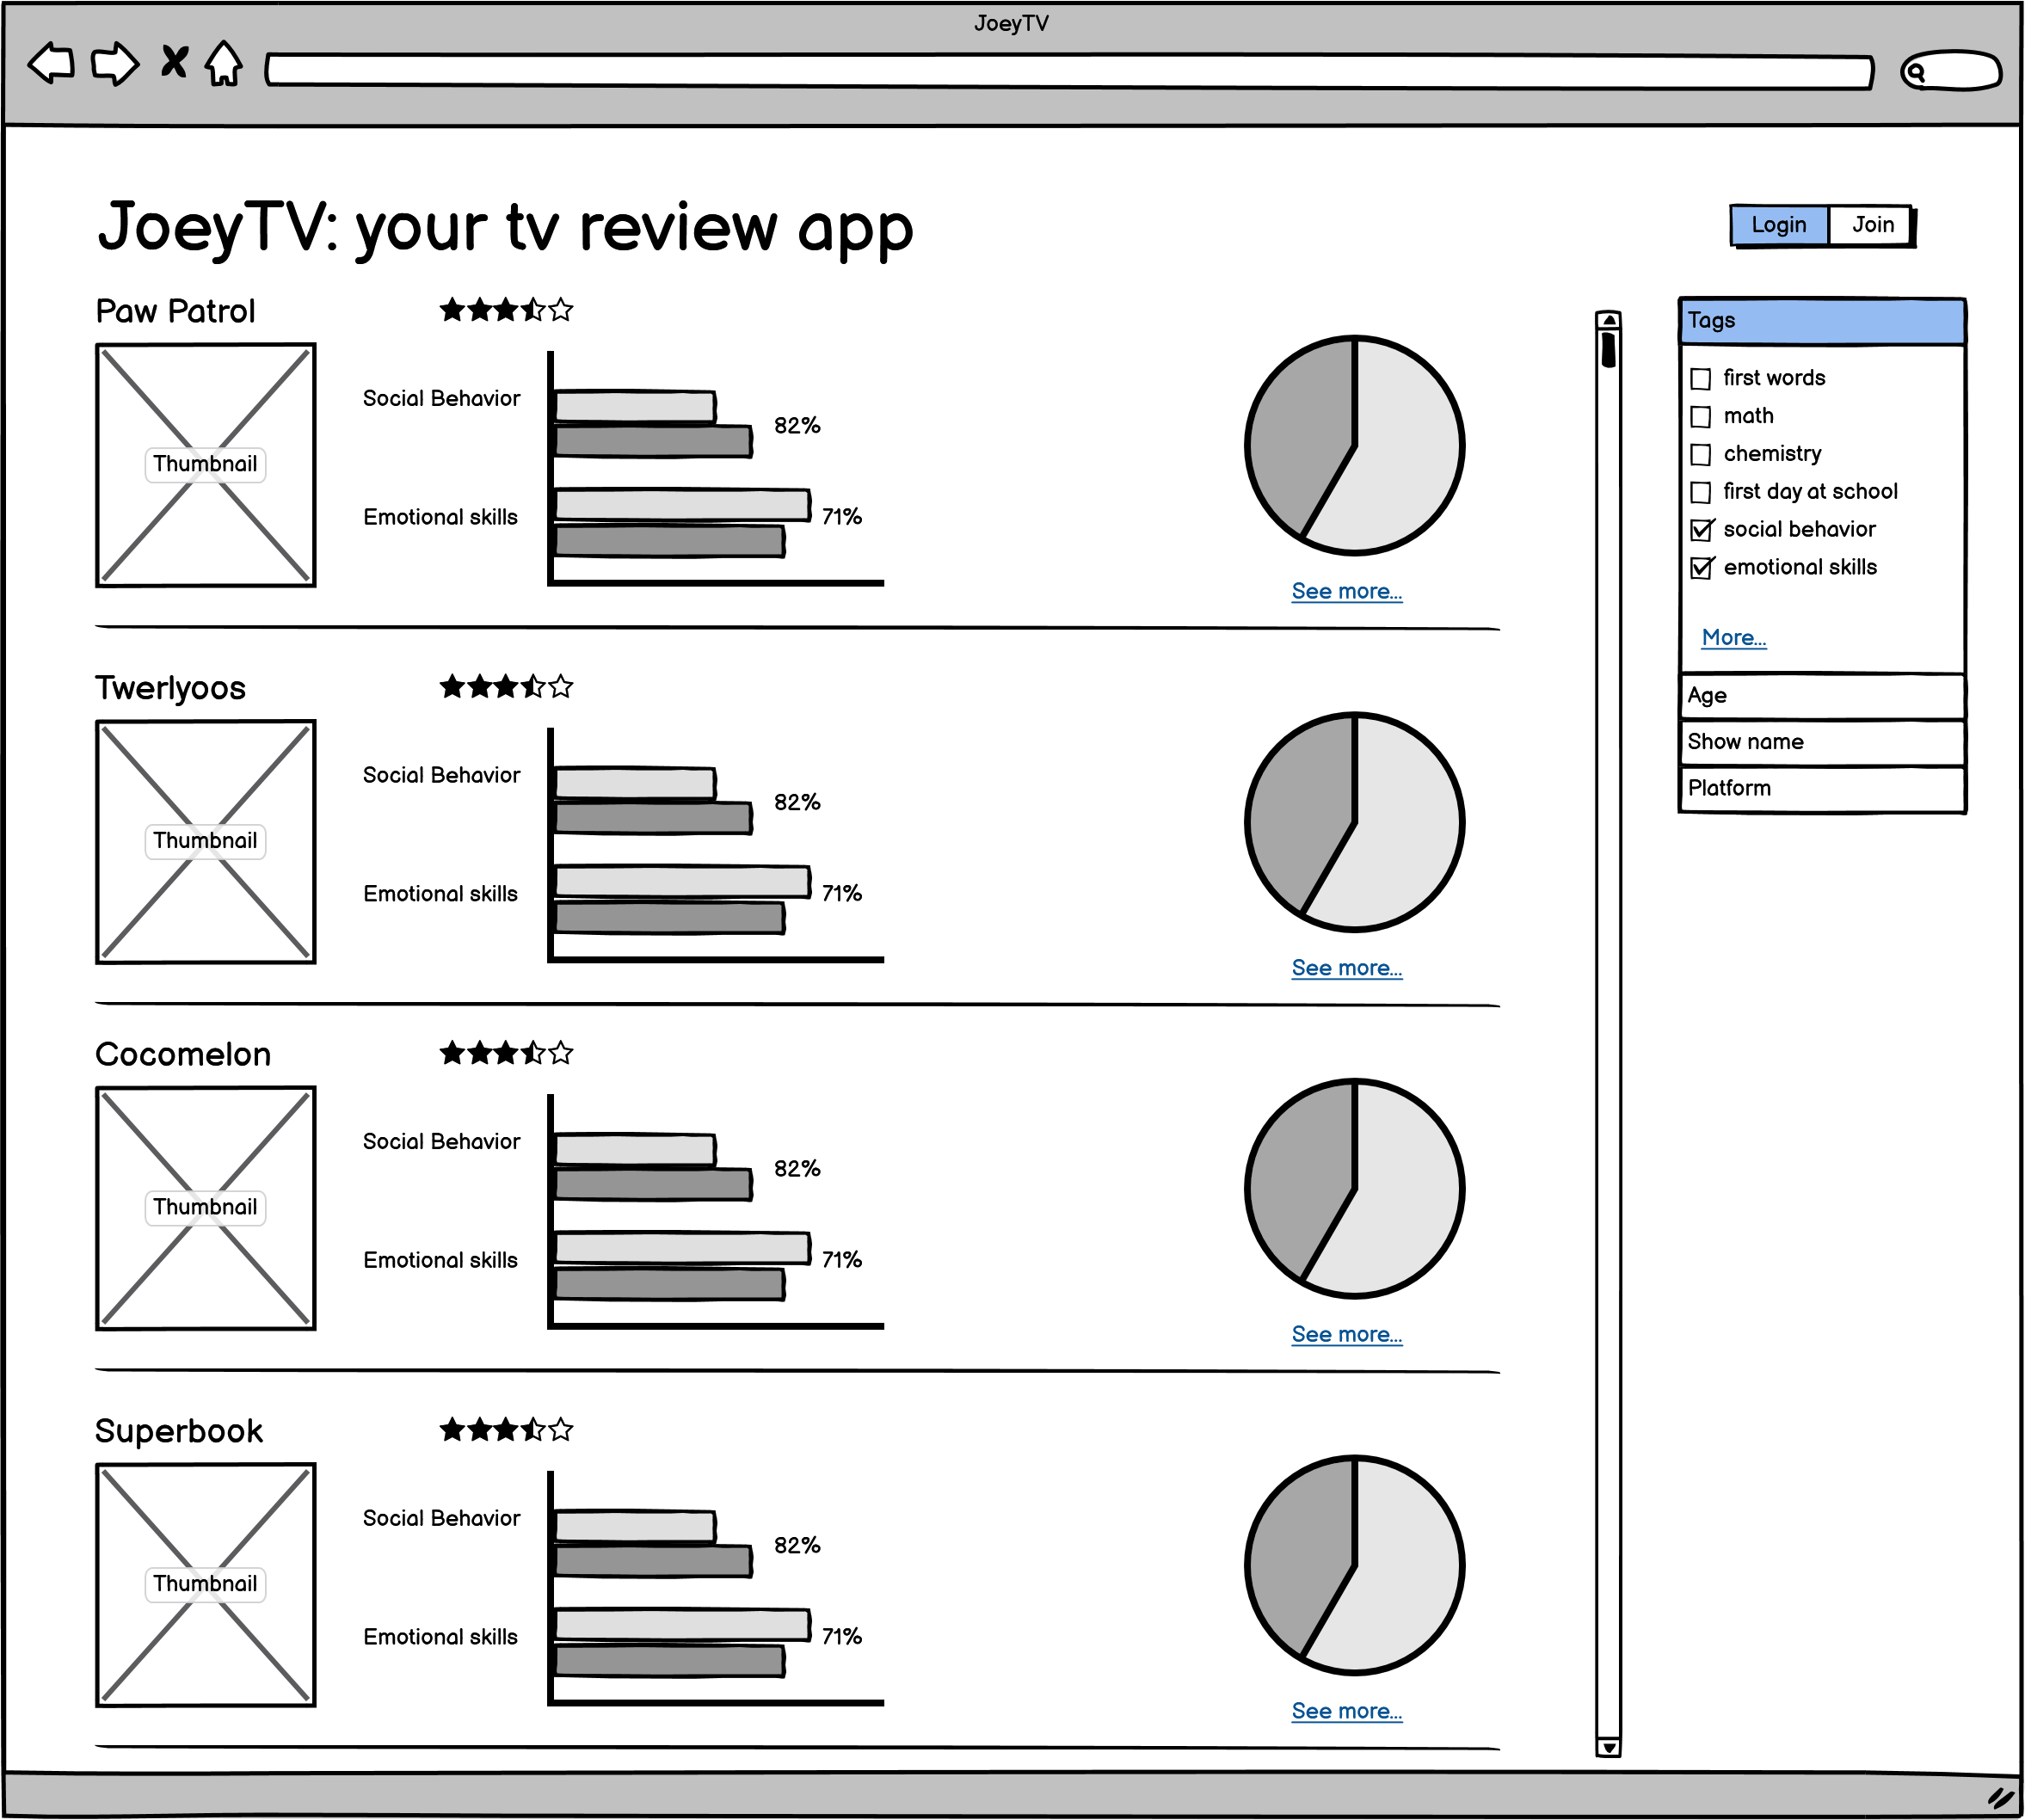 JoeyTV
JoeyTV: your tv review app
Login Join
Paw Patrol
Thumbnail
Social Behavior
82%
Emotional skills
71%
See more...
Twerlyoos
Thumbnail
Social Behavior
82%
Emotional skills
71%
See more...
Cocomelon
Thumbnail
Social Behavior
82%
Emotional skills
71%
See more...
Superbook
Thumbnail
Social Behavior
82%
Emotional skills
71%
See more...
Tags
first words
math
chemistry
first day at school
social behavior
emotional skills
More...
Age
Show name
Platform